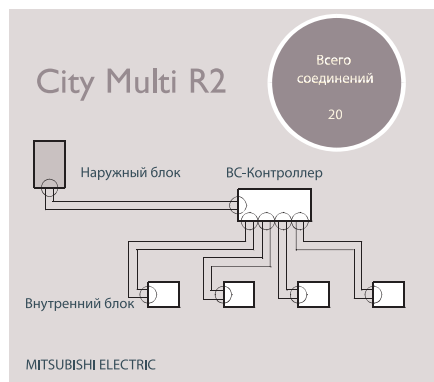 City Multi R2
Всего
соединений
20
Наружный блок
ВС-Контроллер
Внутренний блок
MITSUBISHI ELECTRIC